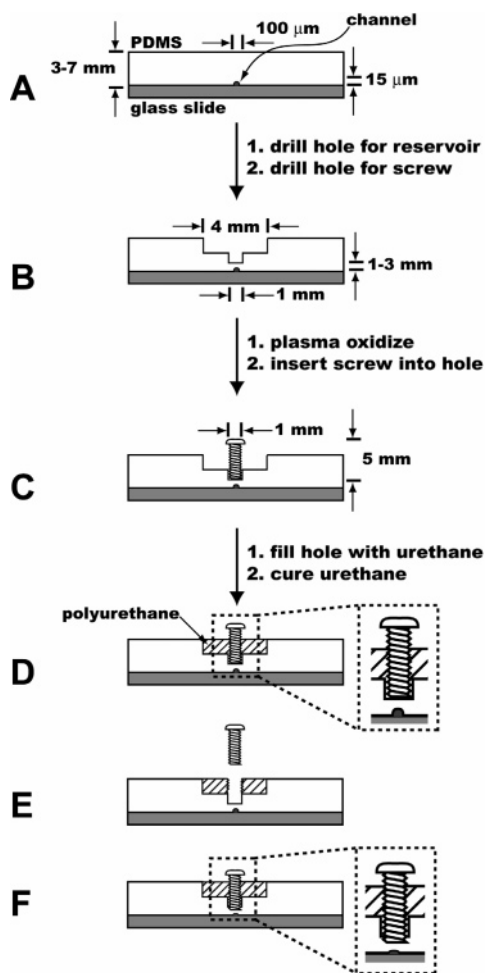 PDMS
100 μm
channel
3-7 mm
15 μm
A
glass slide
1. drill hole for reservoir
2. drill hole for screw
4 mm
B
1-3 mm
1 mm
1. plasma oxidize
2. insert screw into hole
1 mm
5 mm
C
1. fill hole with urethane
2. cure urethane
polyurethane
D
E
F